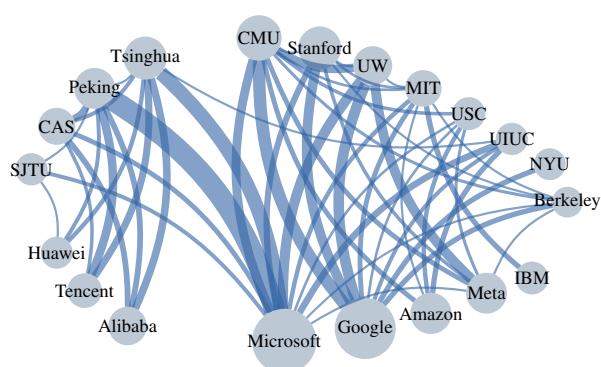 CMU
Stanford
Tsinghua
UW
Peking
MIT
USC
CAS
UIUC
NYU
SJTU
Berkeley
Huawei
IBM
Tencent
Meta
Amazon
Alibaba
Google
Microsoft